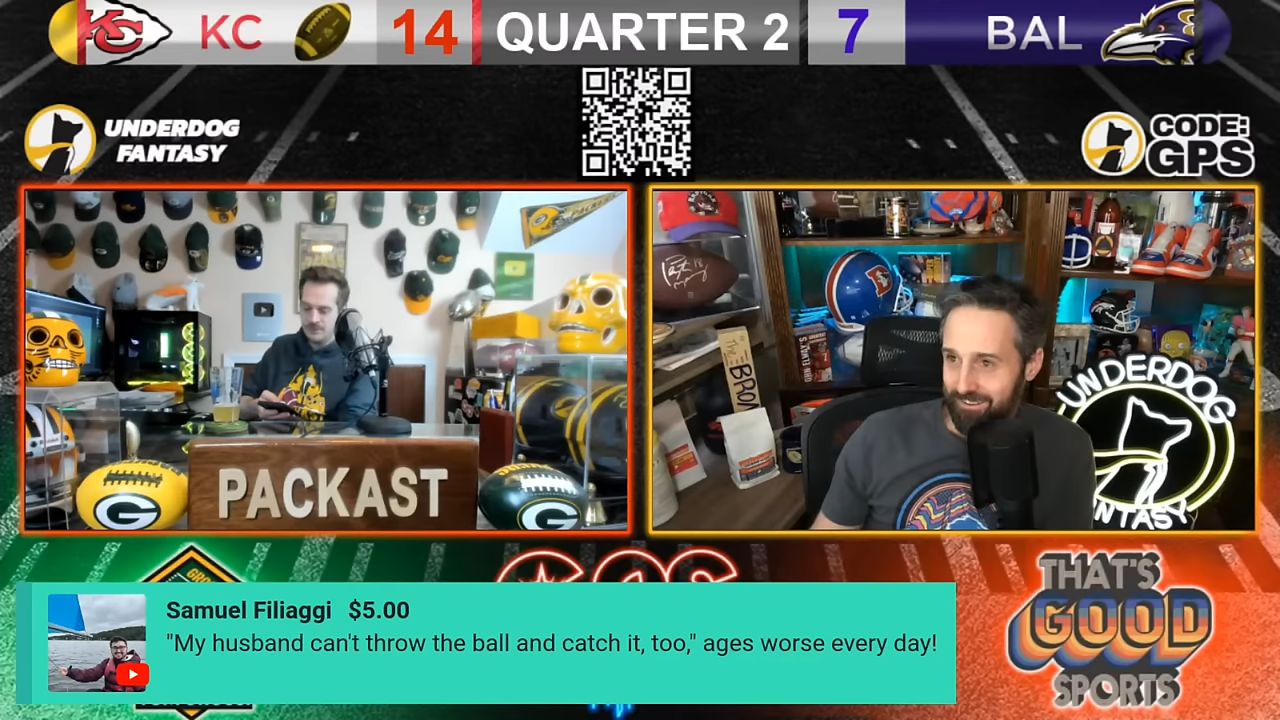 KC 14 QUARTER 2 7 BAL
UNDERDOG
FANTASY
CODE:
GPS
PACKAST
G
G
UNDERDOG
FANTASY
THAT'S
GOOD
SPORTS
Samuel Filiaggi $5.00
"My husband can't throw the ball and catch it, too," ages worse every day!